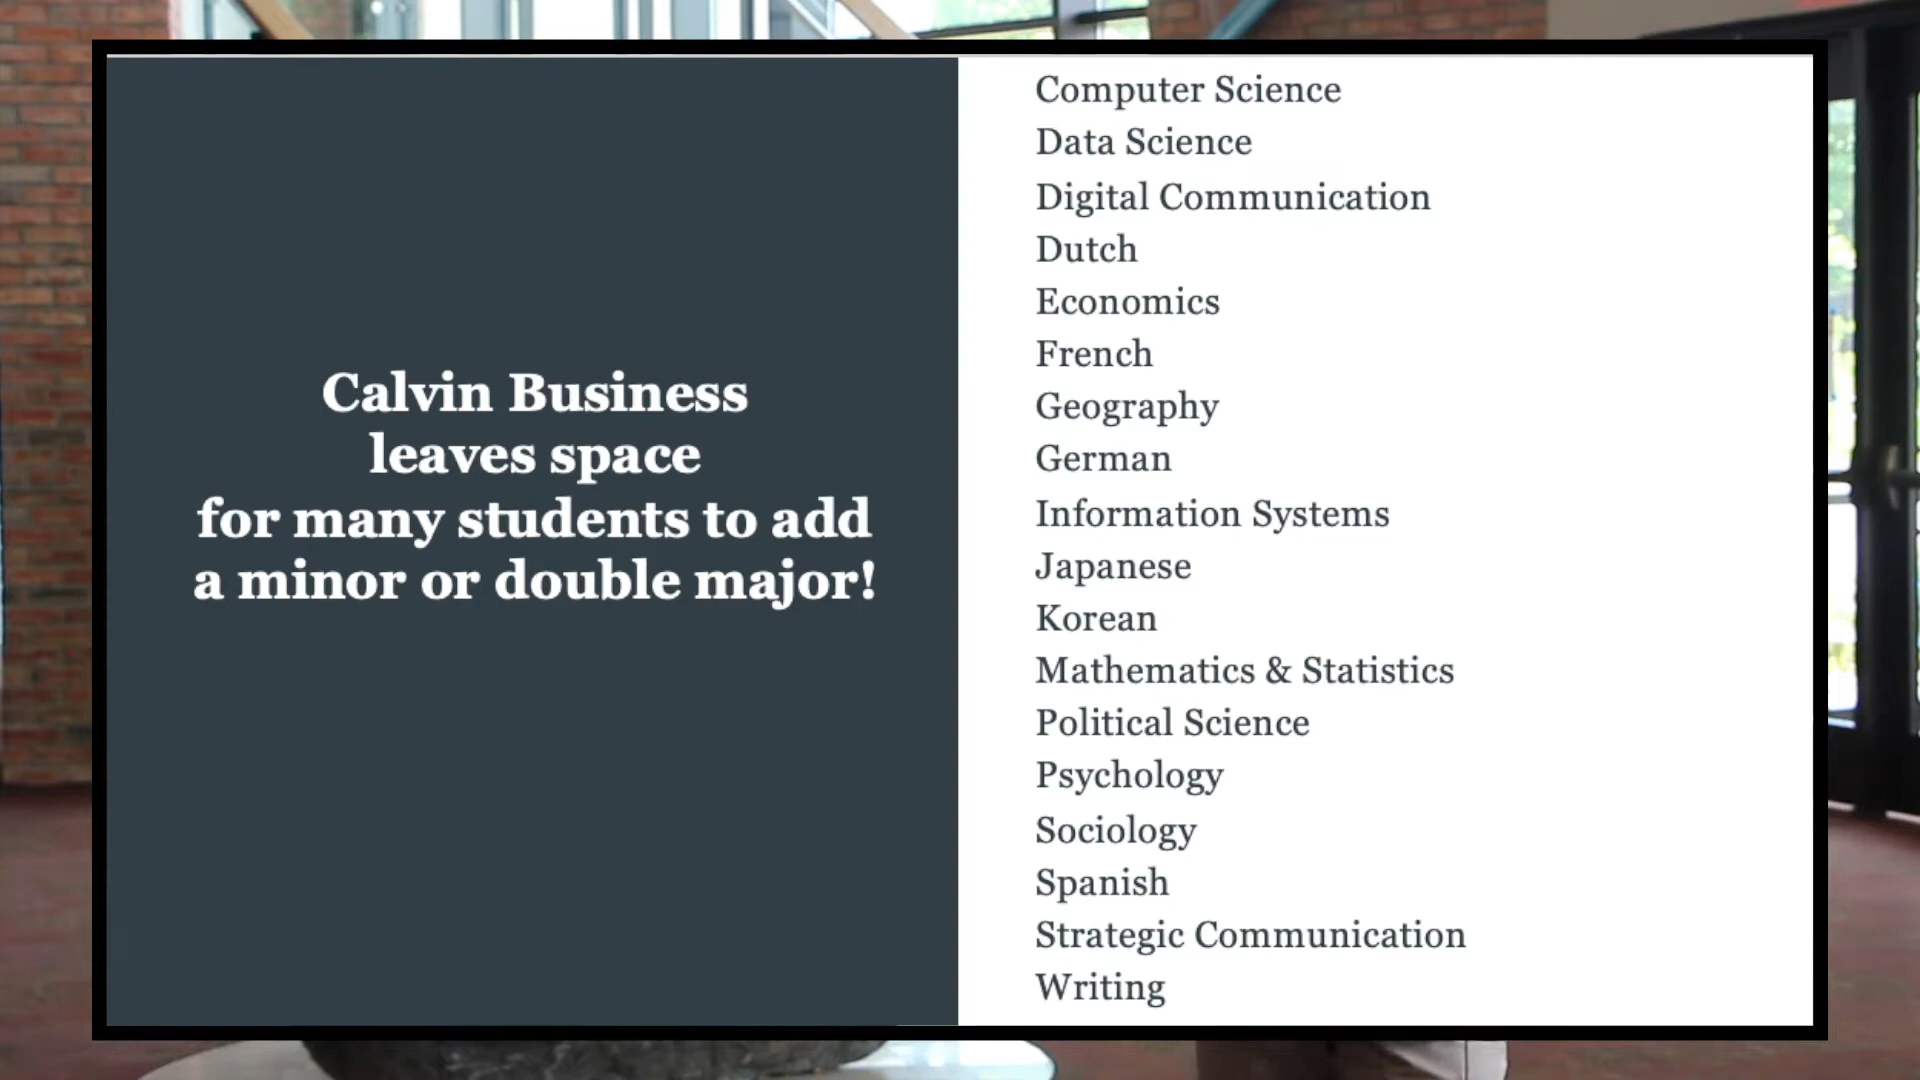 Calvin Business
leaves space
for many students to add
a minor or double major!
Computer Science
Data Science
Digital Communication
Dutch
Economics
French
Geography
German
Information Systems
Japanese
Korean
Mathematics & Statistics
Political Science
Psychology
Sociology
Spanish
Strategic Communication
Writing